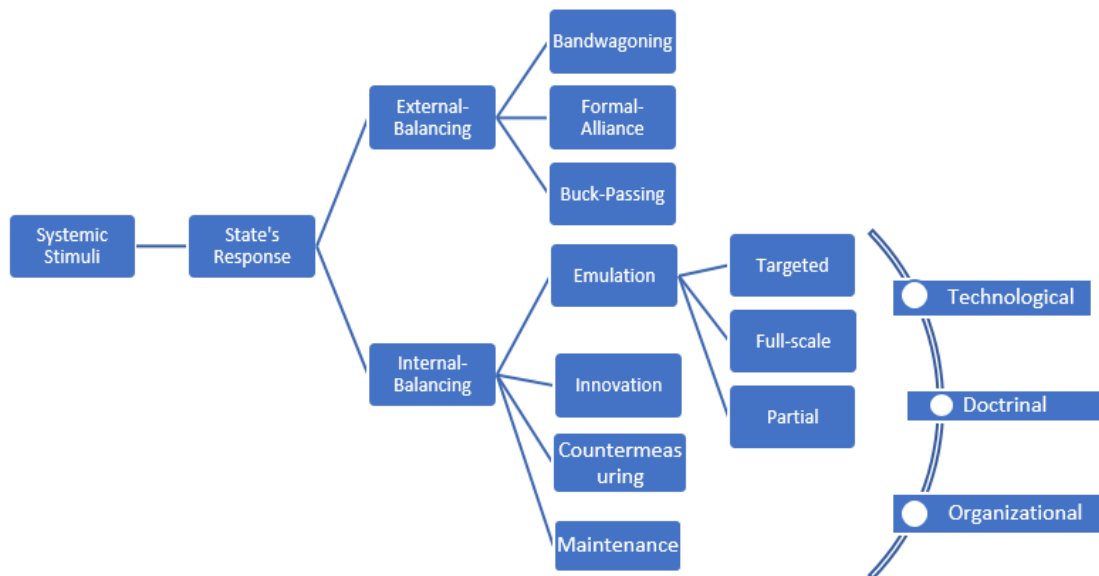 Systemic
Stimuli
State's
Response
External-
Balancing
Bandwagoning
Formal-
Alliance
Buck-Passing
Internal-
Balancing
Emulation
Innovation
Countermeas
uring
Maintenance
Targeted
Full-scale
Partial
Technological
Doctrinal
Organizational